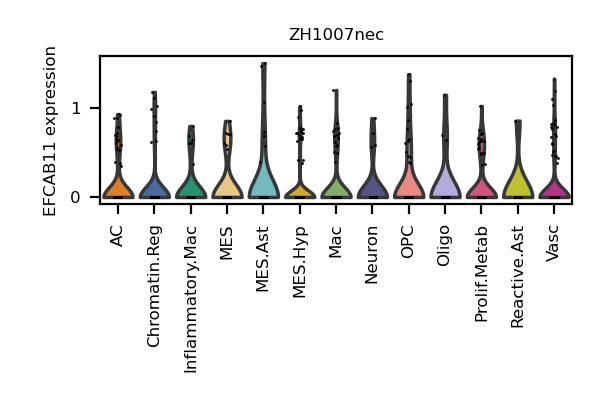 ZH1007nec
EFCAB11 expression
1
0
AC
Chromatin.Reg
Inflammatory.Mac
MES
MES.Ast
MES.Hyp
Mac
Neuron
OPC
Oligo
Prolif.Metab
Reactive.Ast
Vasc